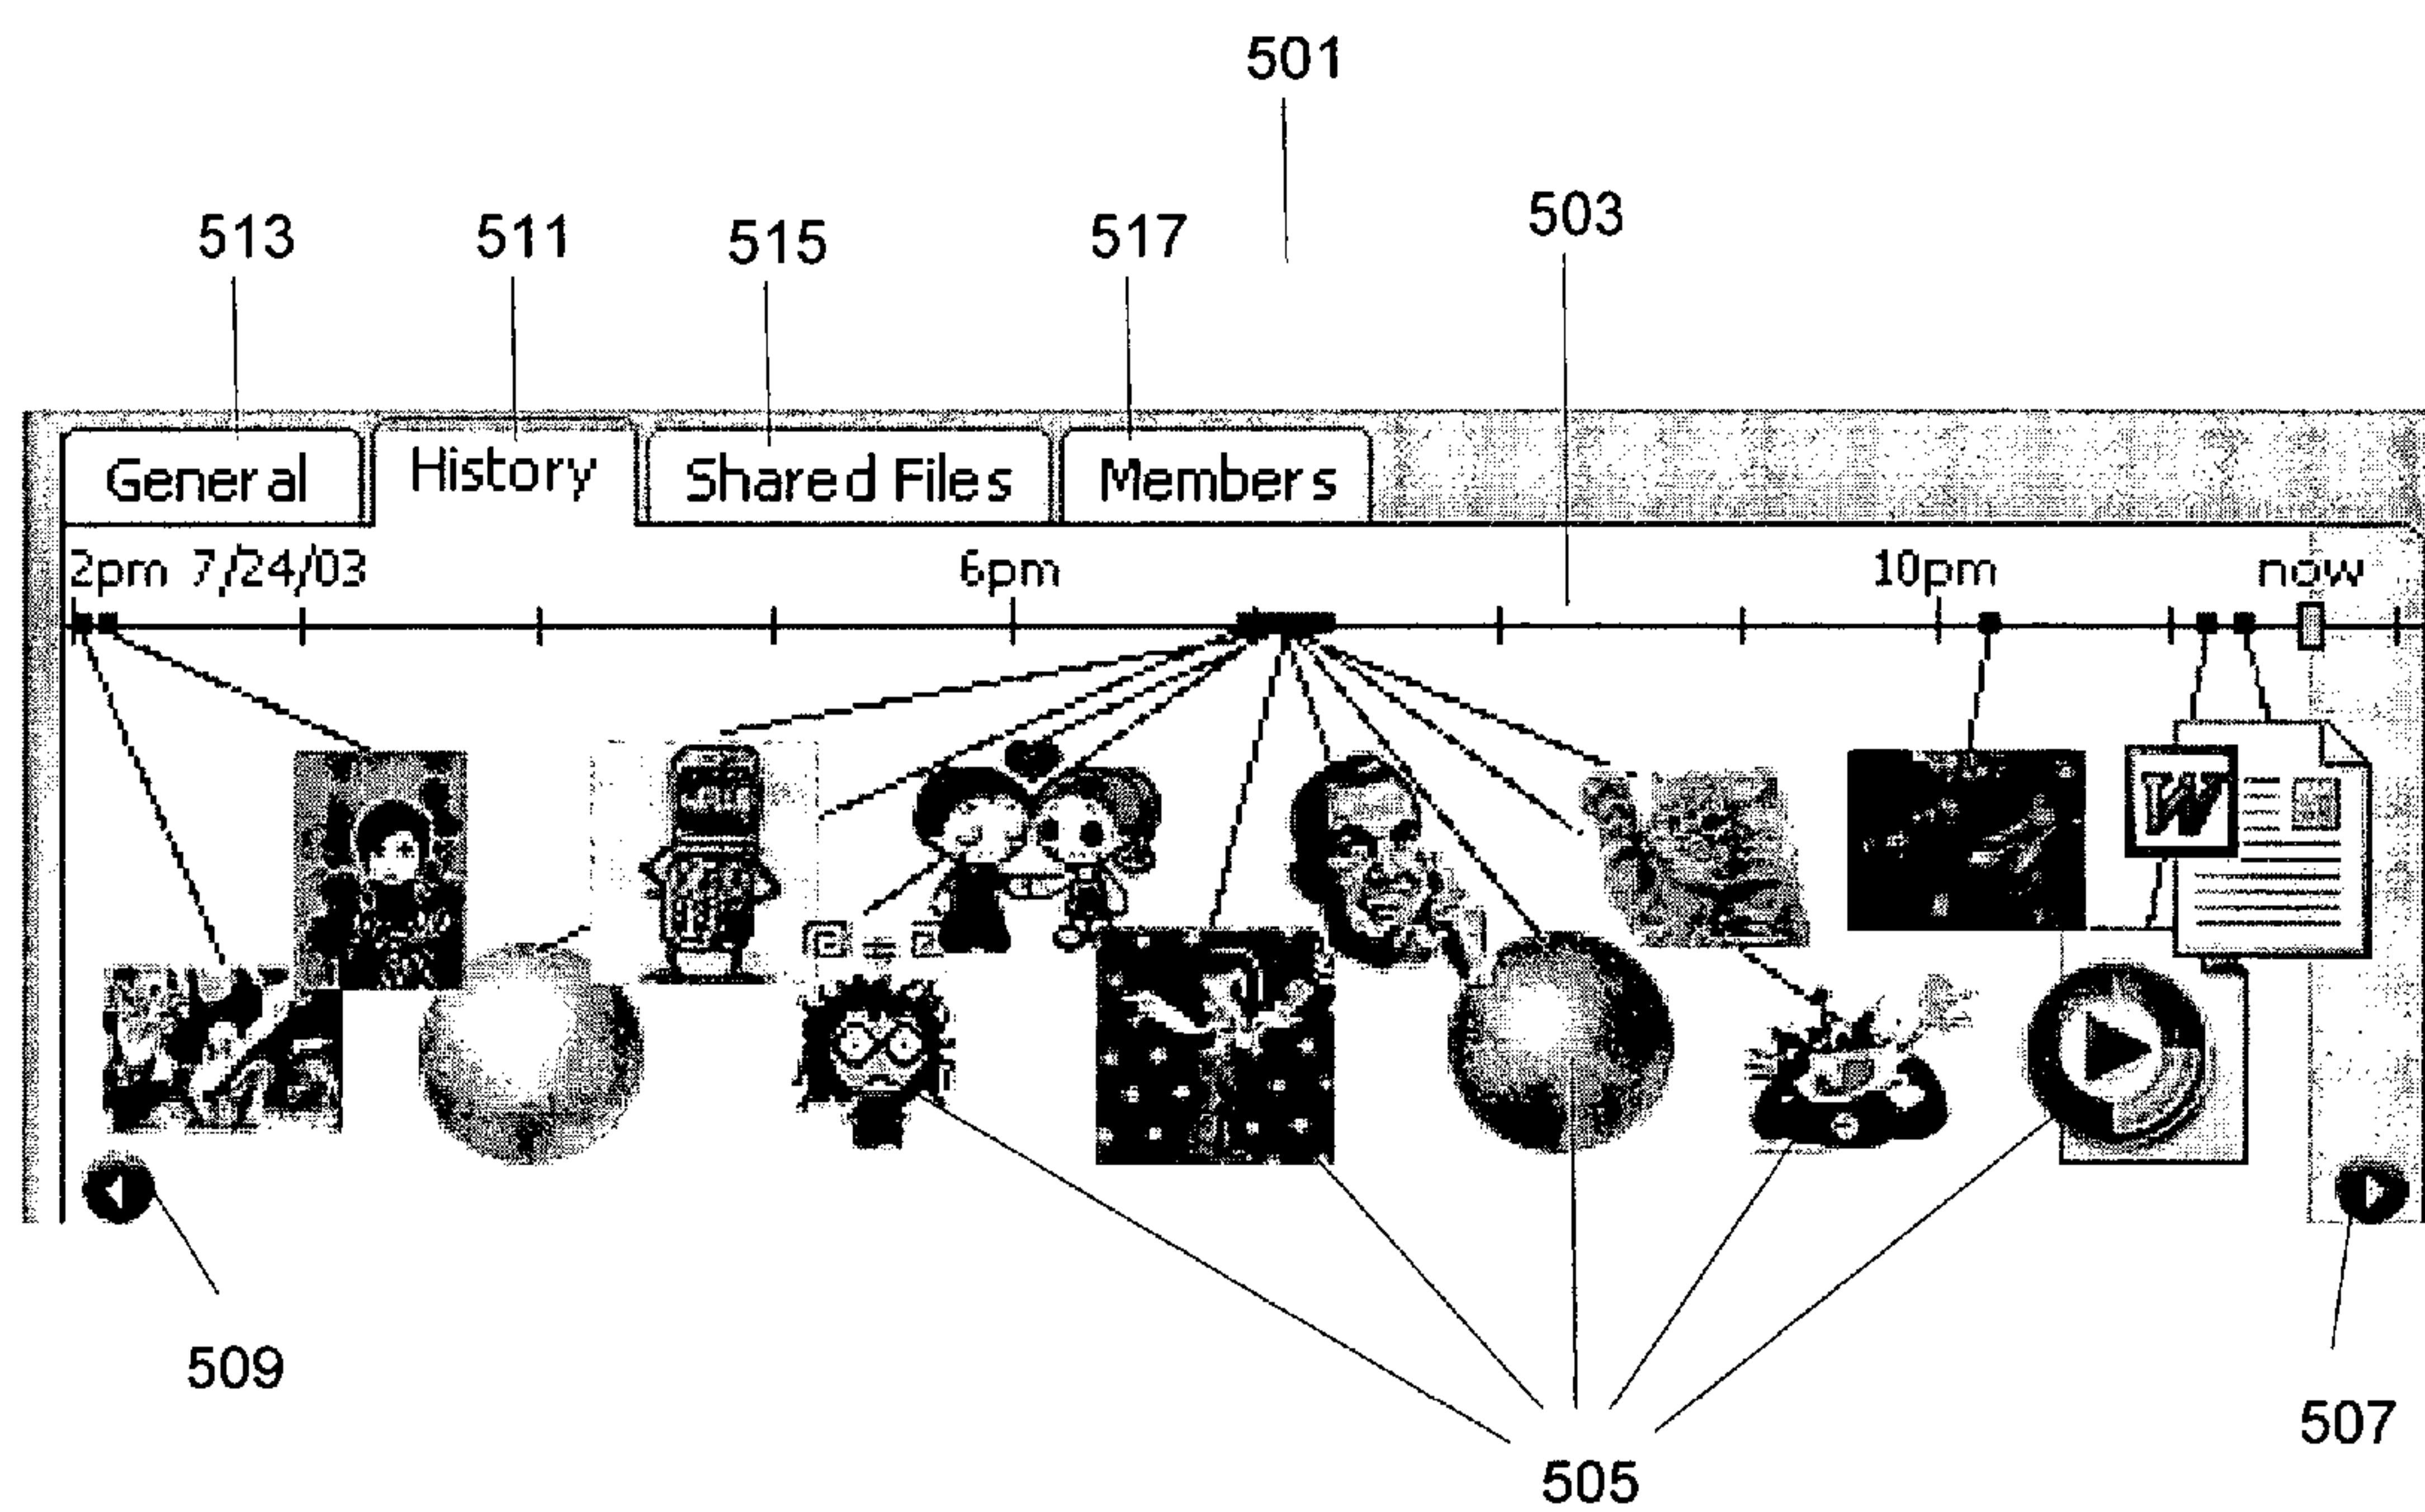 501
513 511 515 517 503
General History Shared Files Members
2pm 7/24/03 6pm 10pm now
W
509
507
505